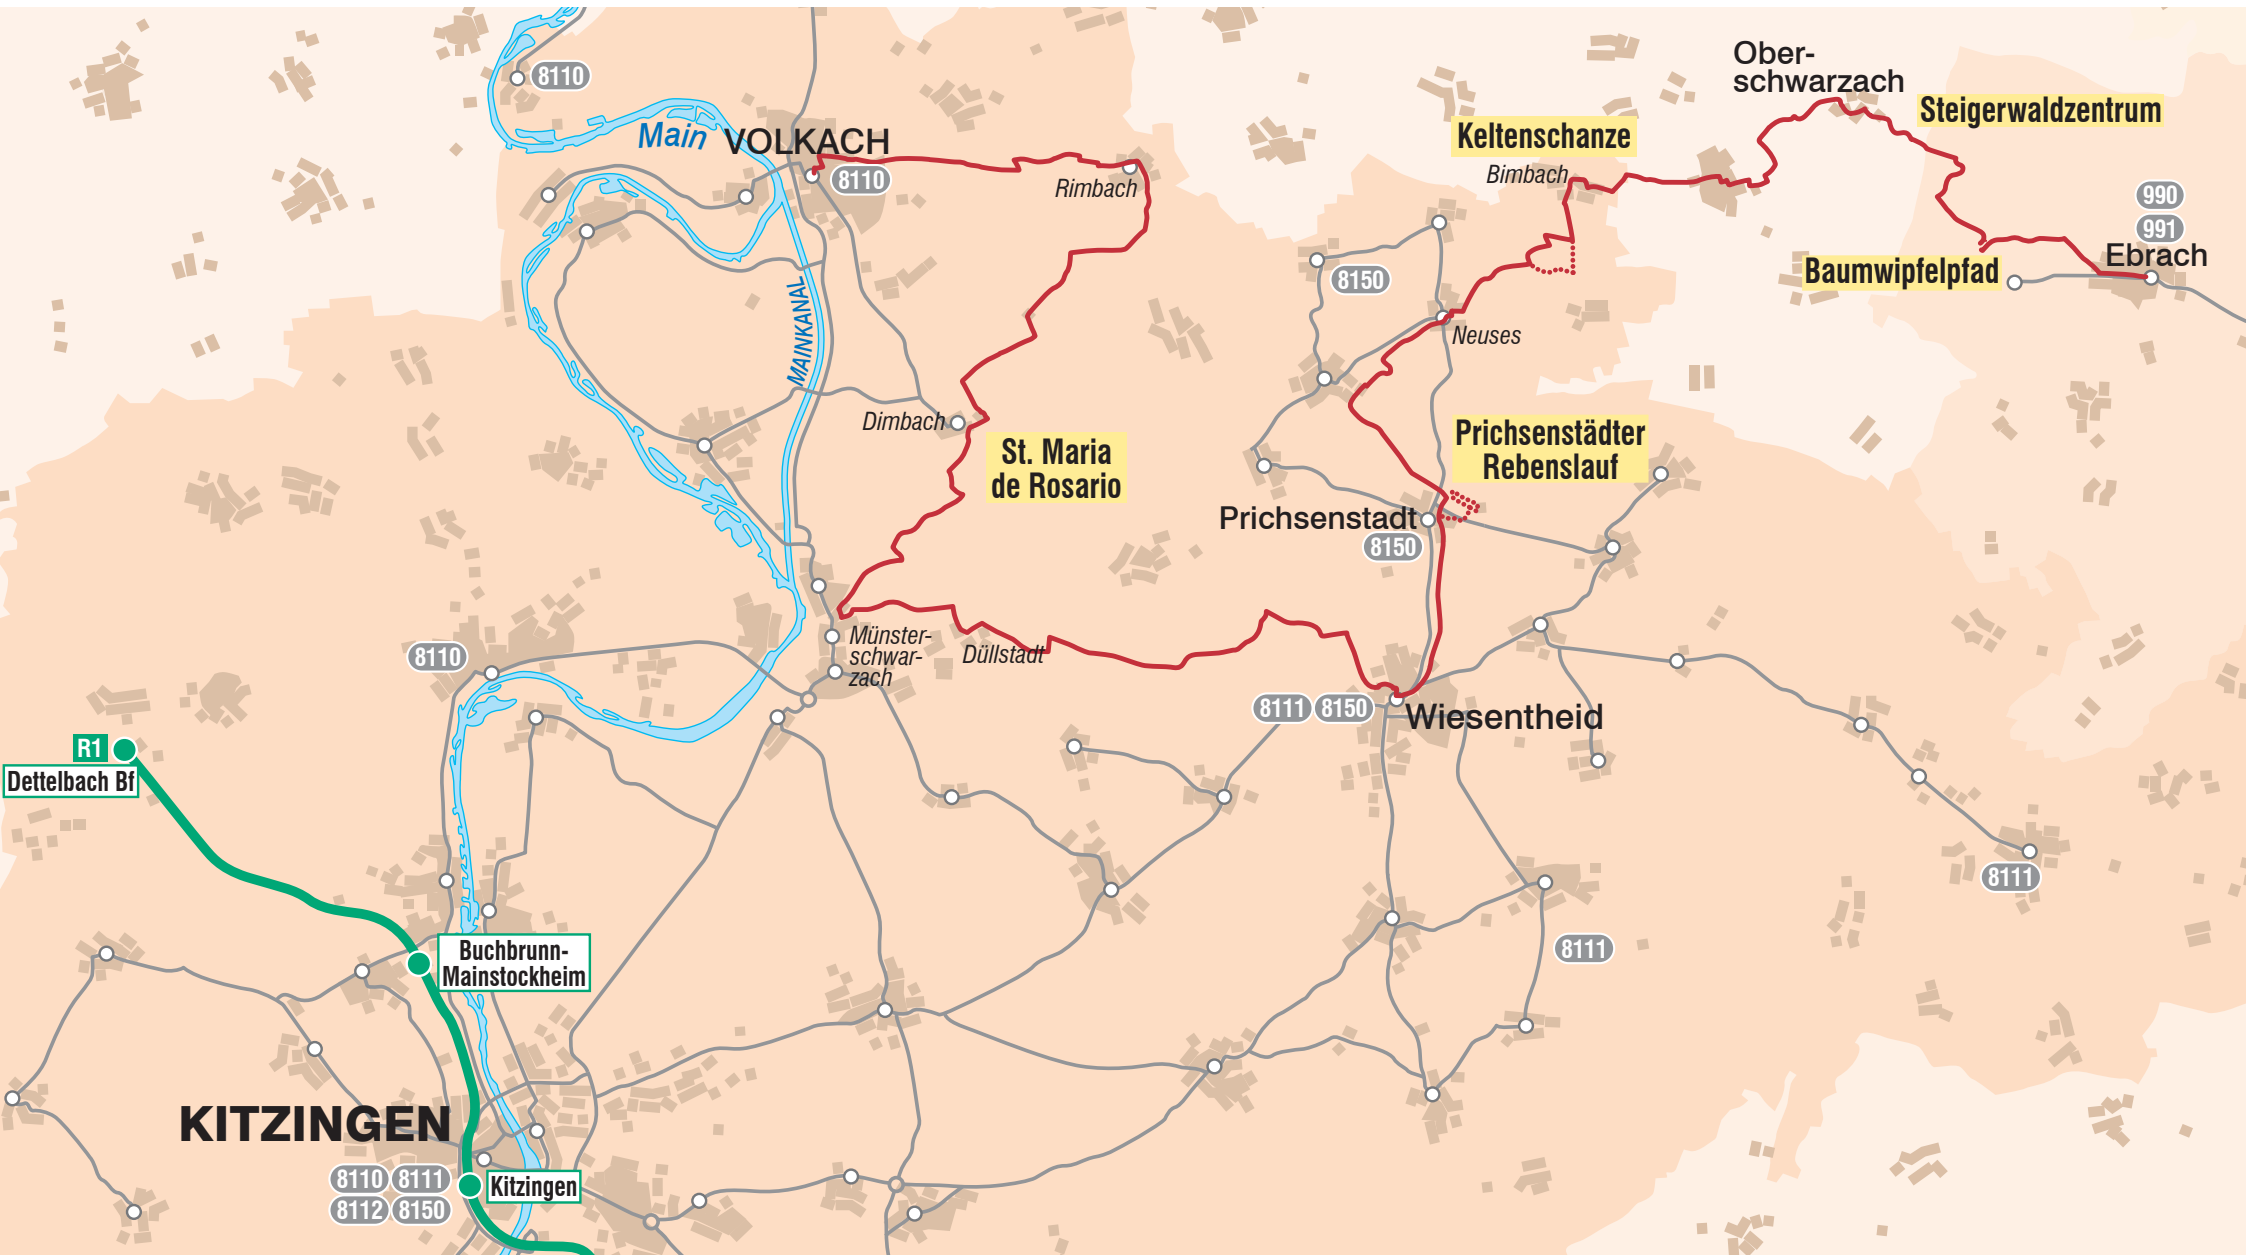 8110
Ober-
schwarzach
Steigerwaldzentrum
Keltenschanze
Main
VOLKACH
8110
Rimbach
Bimbach
990
991
Ebrach
Baumwipfelpfad
8150
MAINKANAL
Neuses
Dimbach
St. Maria
de Rosario
Prichsenstädter
Rebenslauf
Prichsenstadt
8150
8110
Münster-
schwar-
zach
Düllstadt
8111 8150
Wiesentheid
R1
Dettelbach Bf
8111
Buchbrunn-
Mainstockheim
8111
KITZINGEN
8110 8111
8112 8150
Kitzingen